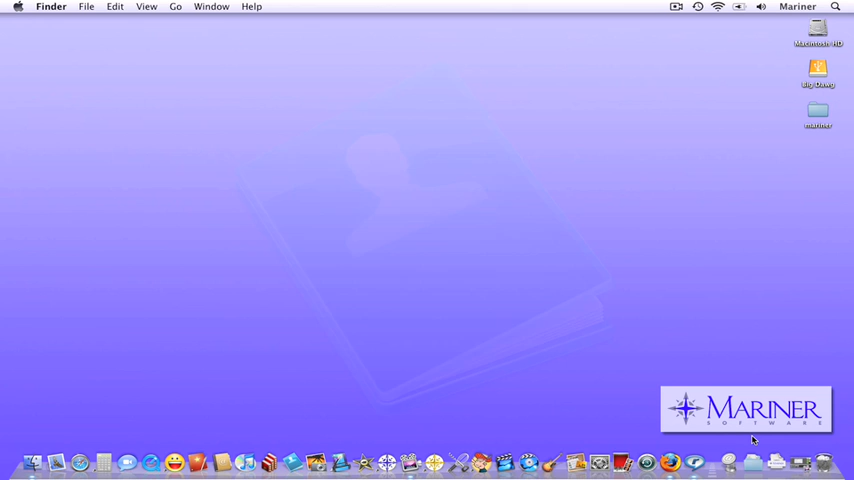 Finder File Edit View Go Window Help Mariner
Macintosh HD
Big Dawg
mariner
MARINER
SOFTWARE